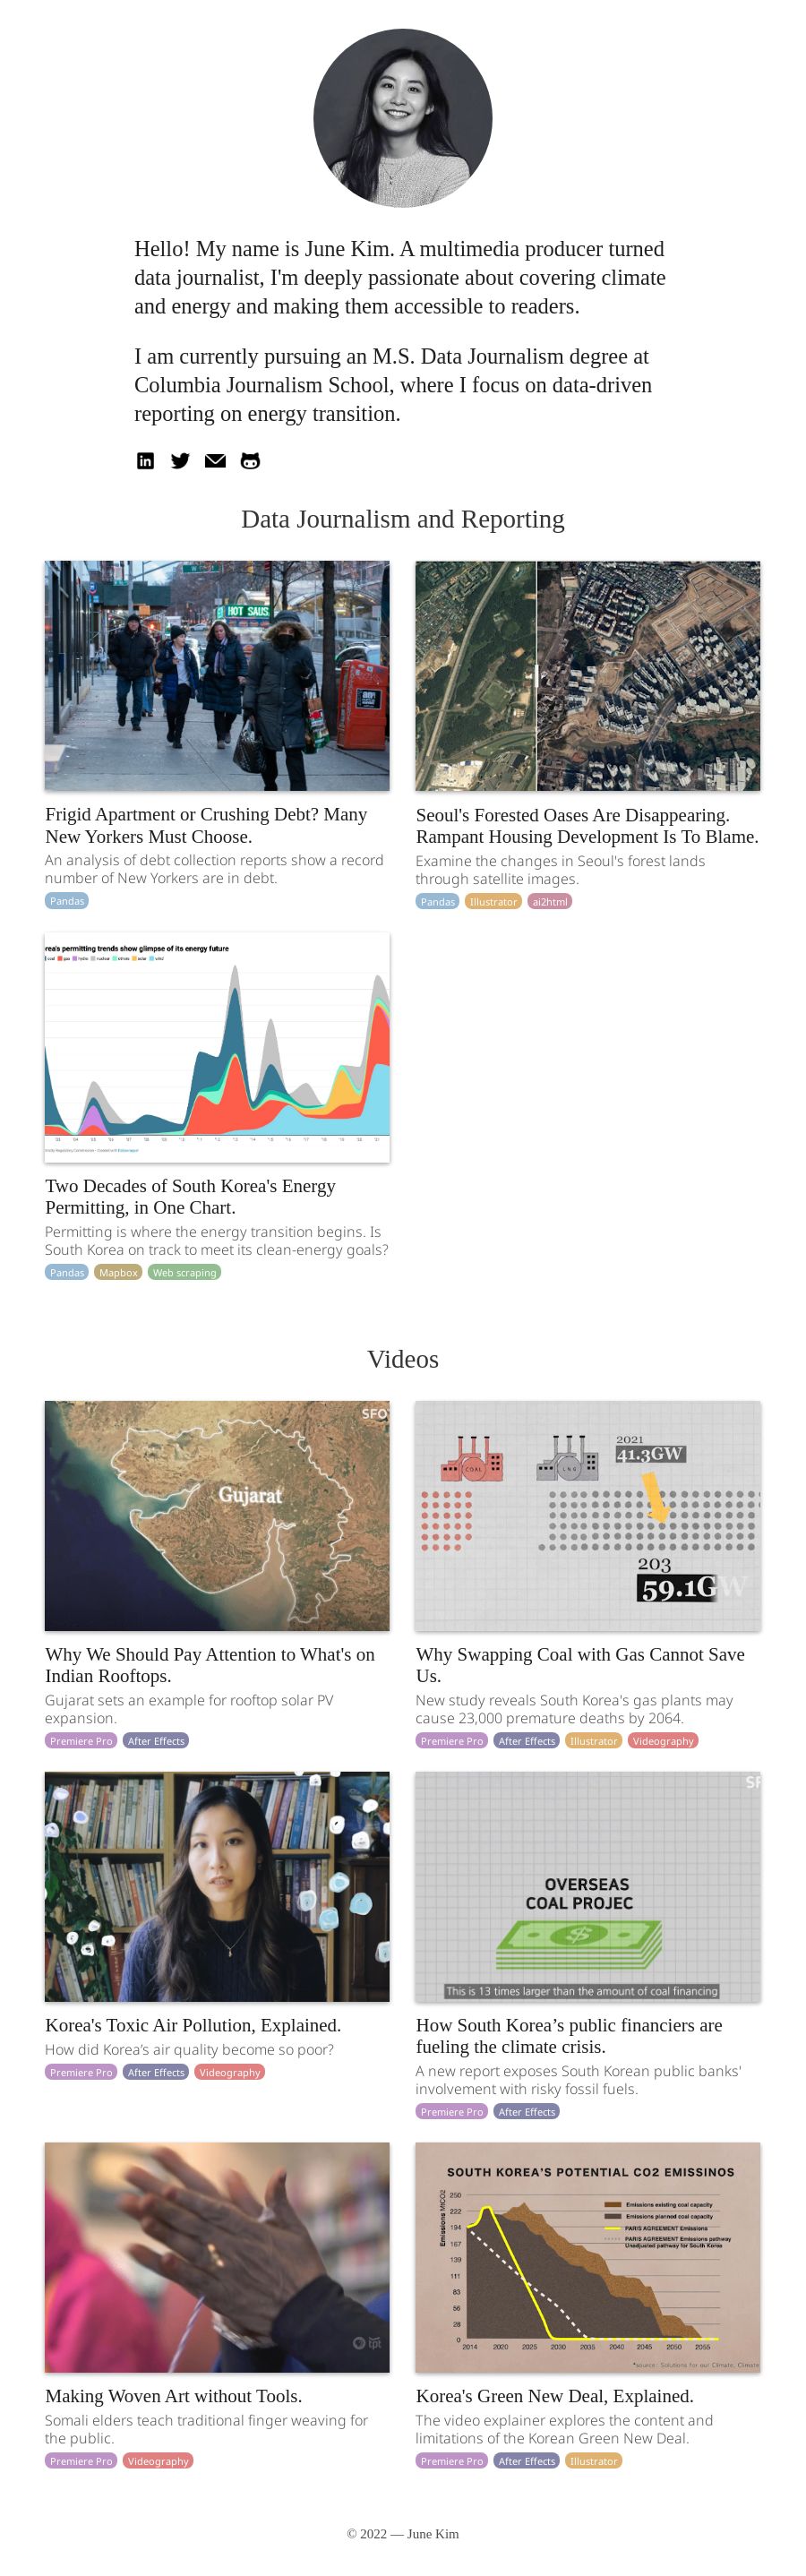 Hello! My name is June Kim. A multimedia producer turned
data journalist, I'm deeply passionate about covering climate
and energy and making them accessible to readers.
I am currently pursuing an M.S. Data Journalism degree at
Columbia Journalism School, where I focus on data-driven
reporting on energy transition.
in
Data Journalism and Reporting
HOT SAUS
Frigid Apartment or Crushing Debt? Many
New Yorkers Must Choose.
An analysis of debt collection reports show a record
number of New Yorkers are in debt.
Pandas
Seoul's Forested Oases Are Disappearing.
Rampant Housing Development Is To Blame.
Examine the changes in Seoul's forest lands
through satellite images.
Pandas Illustrator ai2html
rea's permitting trends show glimpse of its energy future
Two Decades of South Korea's Energy
Permitting, in One Chart.
Permitting is where the energy transition begins. Is
South Korea on track to meet its clean-energy goals?
Pandas Mapbox Web scraping
Videos
SFO
Gujarat
Why We Should Pay Attention to What's on
Indian Rooftops.
Gujarat sets an example for rooftop solar PV
expansion.
Premiere Pro After Effects
2021
41.3GW
COAL
LNG
203
59.1GW
Why Swapping Coal with Gas Cannot Save
Us.
New study reveals South Korea's gas plants may
cause 23,000 premature deaths by 2064.
Premiere Pro After Effects Illustrator Videography
Korea's Toxic Air Pollution, Explained.
How did Korea's air quality become so poor?
Premiere Pro After Effects Videography
OVERSEAS
COAL PROJEC
This is 13 times larger than the amount of coal financing
How South Korea’s public financiers are
fueling the climate crisis.
A new report exposes South Korean public banks'
involvement with risky fossil fuels.
Premiere Pro After Effects
Making Woven Art without Tools.
Somali elders teach traditional finger weaving for
the public.
Premiere Pro Videography
SOUTH KOREA'S POTENTIAL CO2 EMISSINOS
Emissions MtCO2
250
222
194
167
139
111
83
56
28
0
2014 2020 2025 2030 2035 2040 2045 2050 2055
Emissions existing coal capacity
Emissions planned coal capacity
PARIS AGREEMENT Emissions
PARIS AGREEMENT Emissions pathway
Unadjusted pathway for South Korea
*source: Solutions for our Climate, Climate
Korea's Green New Deal, Explained.
The video explainer explores the content and
limitations of the Korean Green New Deal.
Premiere Pro After Effects Illustrator
© 2022 — June Kim